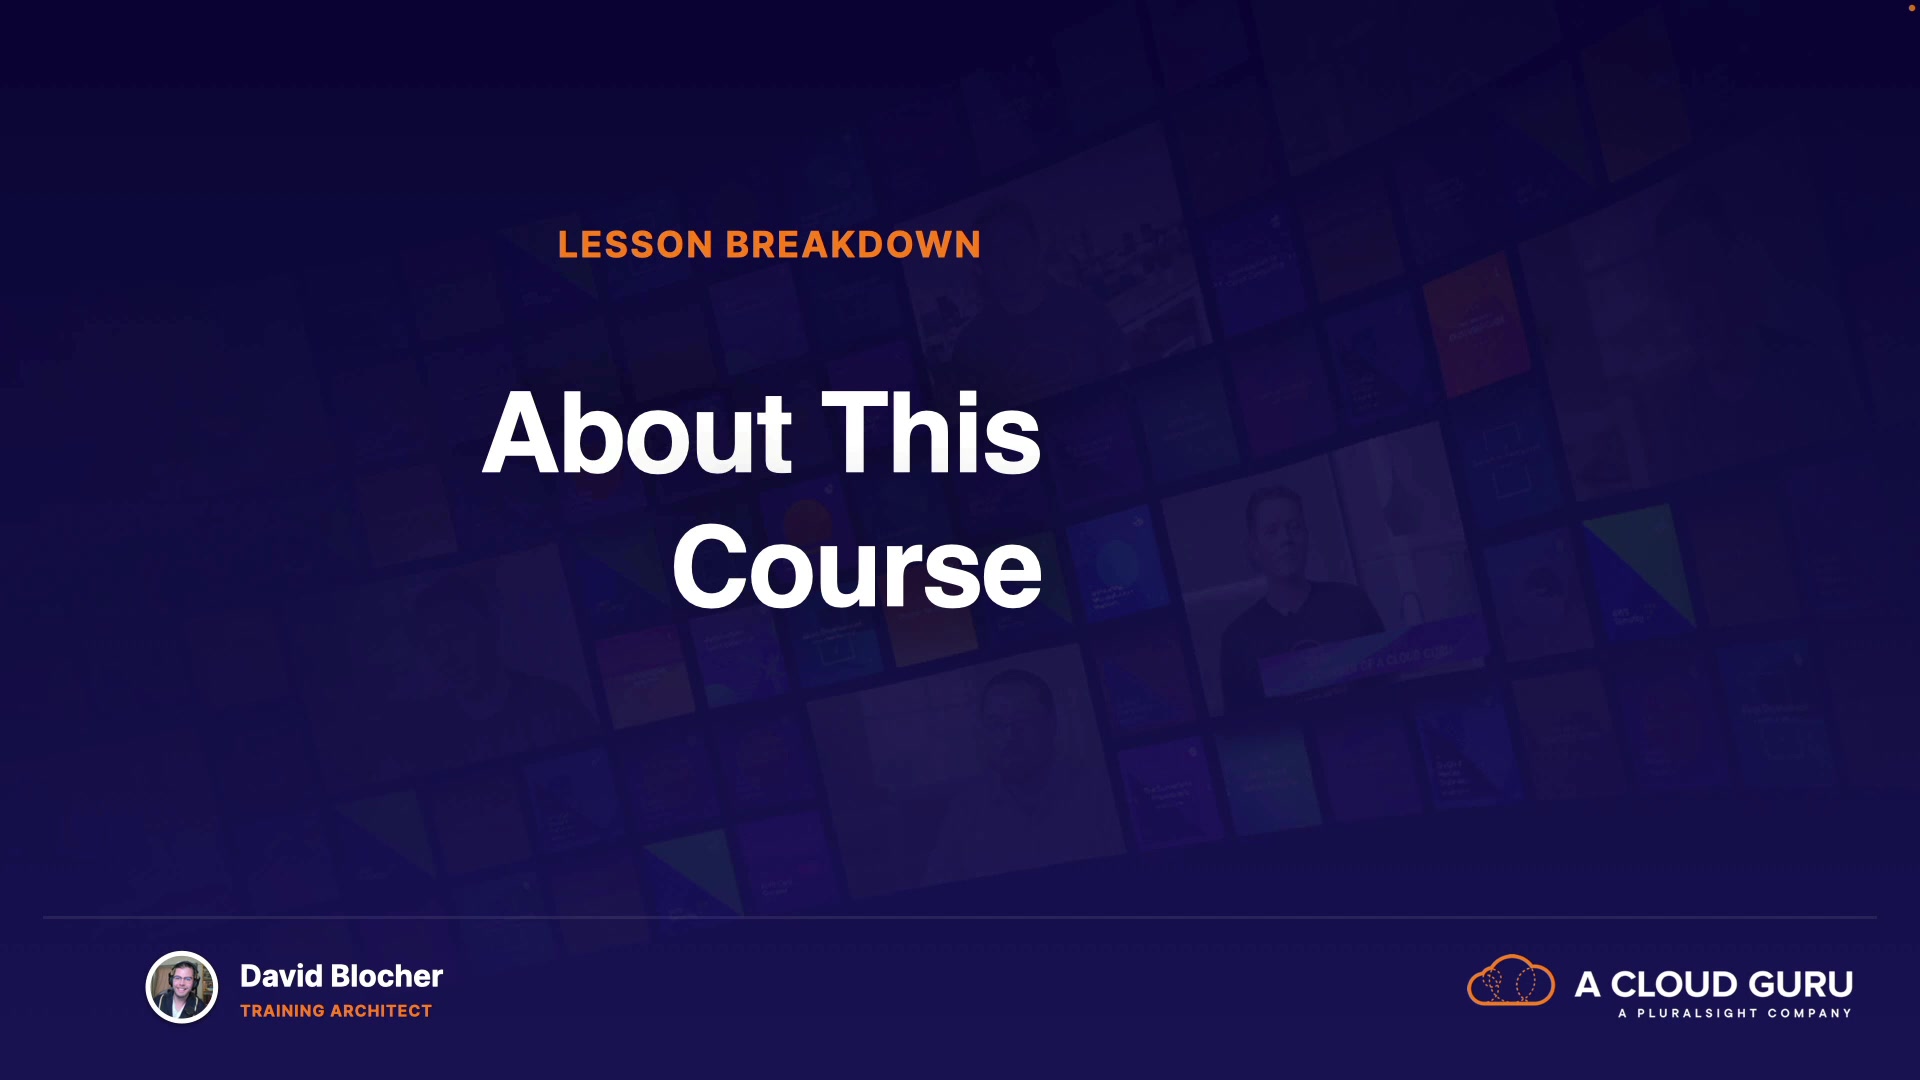 LESSON BREAKDOWN
About This
Course
David Blocher
TRAINING ARCHITECT
A CLOUD GURU
A PLURALSIGHT COMPANY